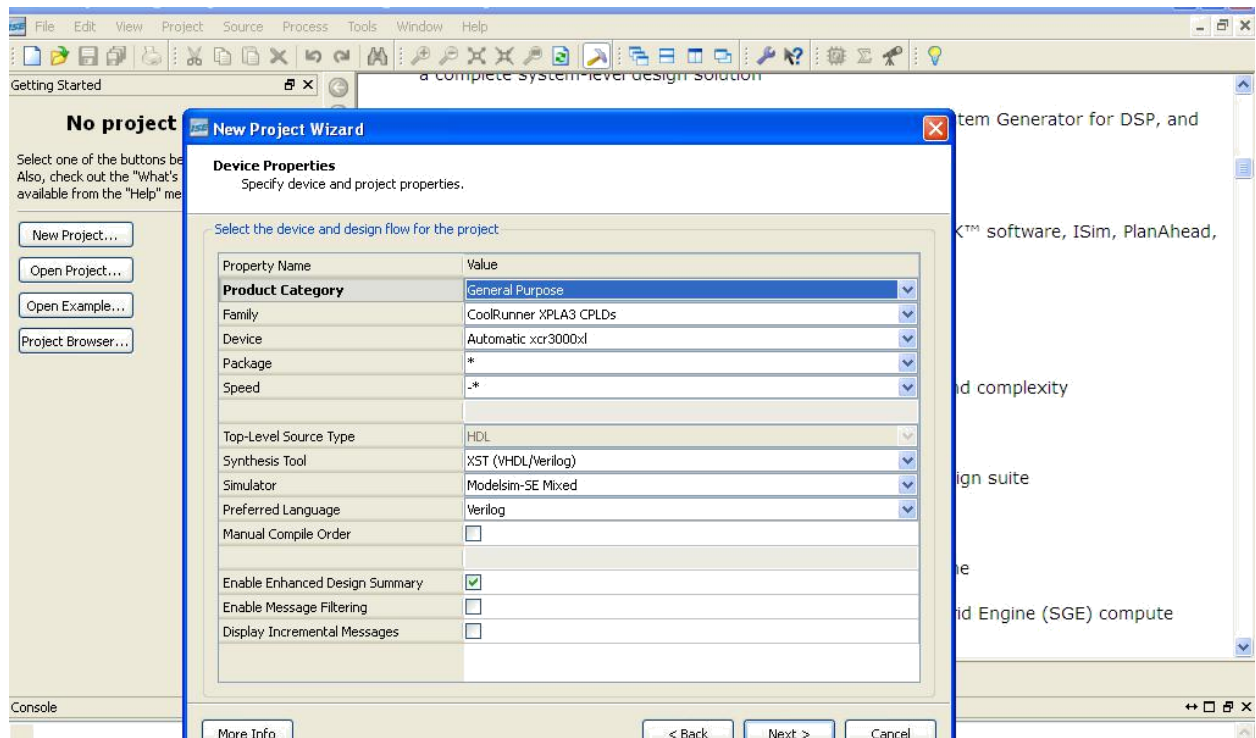 ISE File Edit View Project Source Process Tools Window Help
Getting Started
a complete system-level design solution
No project
Select one of the buttons be
Also, check out the "What's
available from the "Help" me
New Project...
Open Project...
Open Example...
Project Browser...
tem Generator for DSP, and
X™ software, ISim, PlanAhead,
nd complexity
ign suite
ne
rid Engine (SGE) compute
ISE New Project Wizard
Device Properties
Specify device and project properties.
Select the device and design flow for the project
Property Name Value
Product Category General Purpose
Family CoolRunner XPLA3 CPLDs
Device Automatic xcr3000xl
Package *
Speed -*
Top-Level Source Type HDL
Synthesis Tool XST (VHDL/Verilog)
Simulator Modelsim-SE Mixed
Preferred Language Verilog
Manual Compile Order
Enable Enhanced Design Summary
Enable Message Filtering
Display Incremental Messages
More Info < Back Next > Cancel
Console